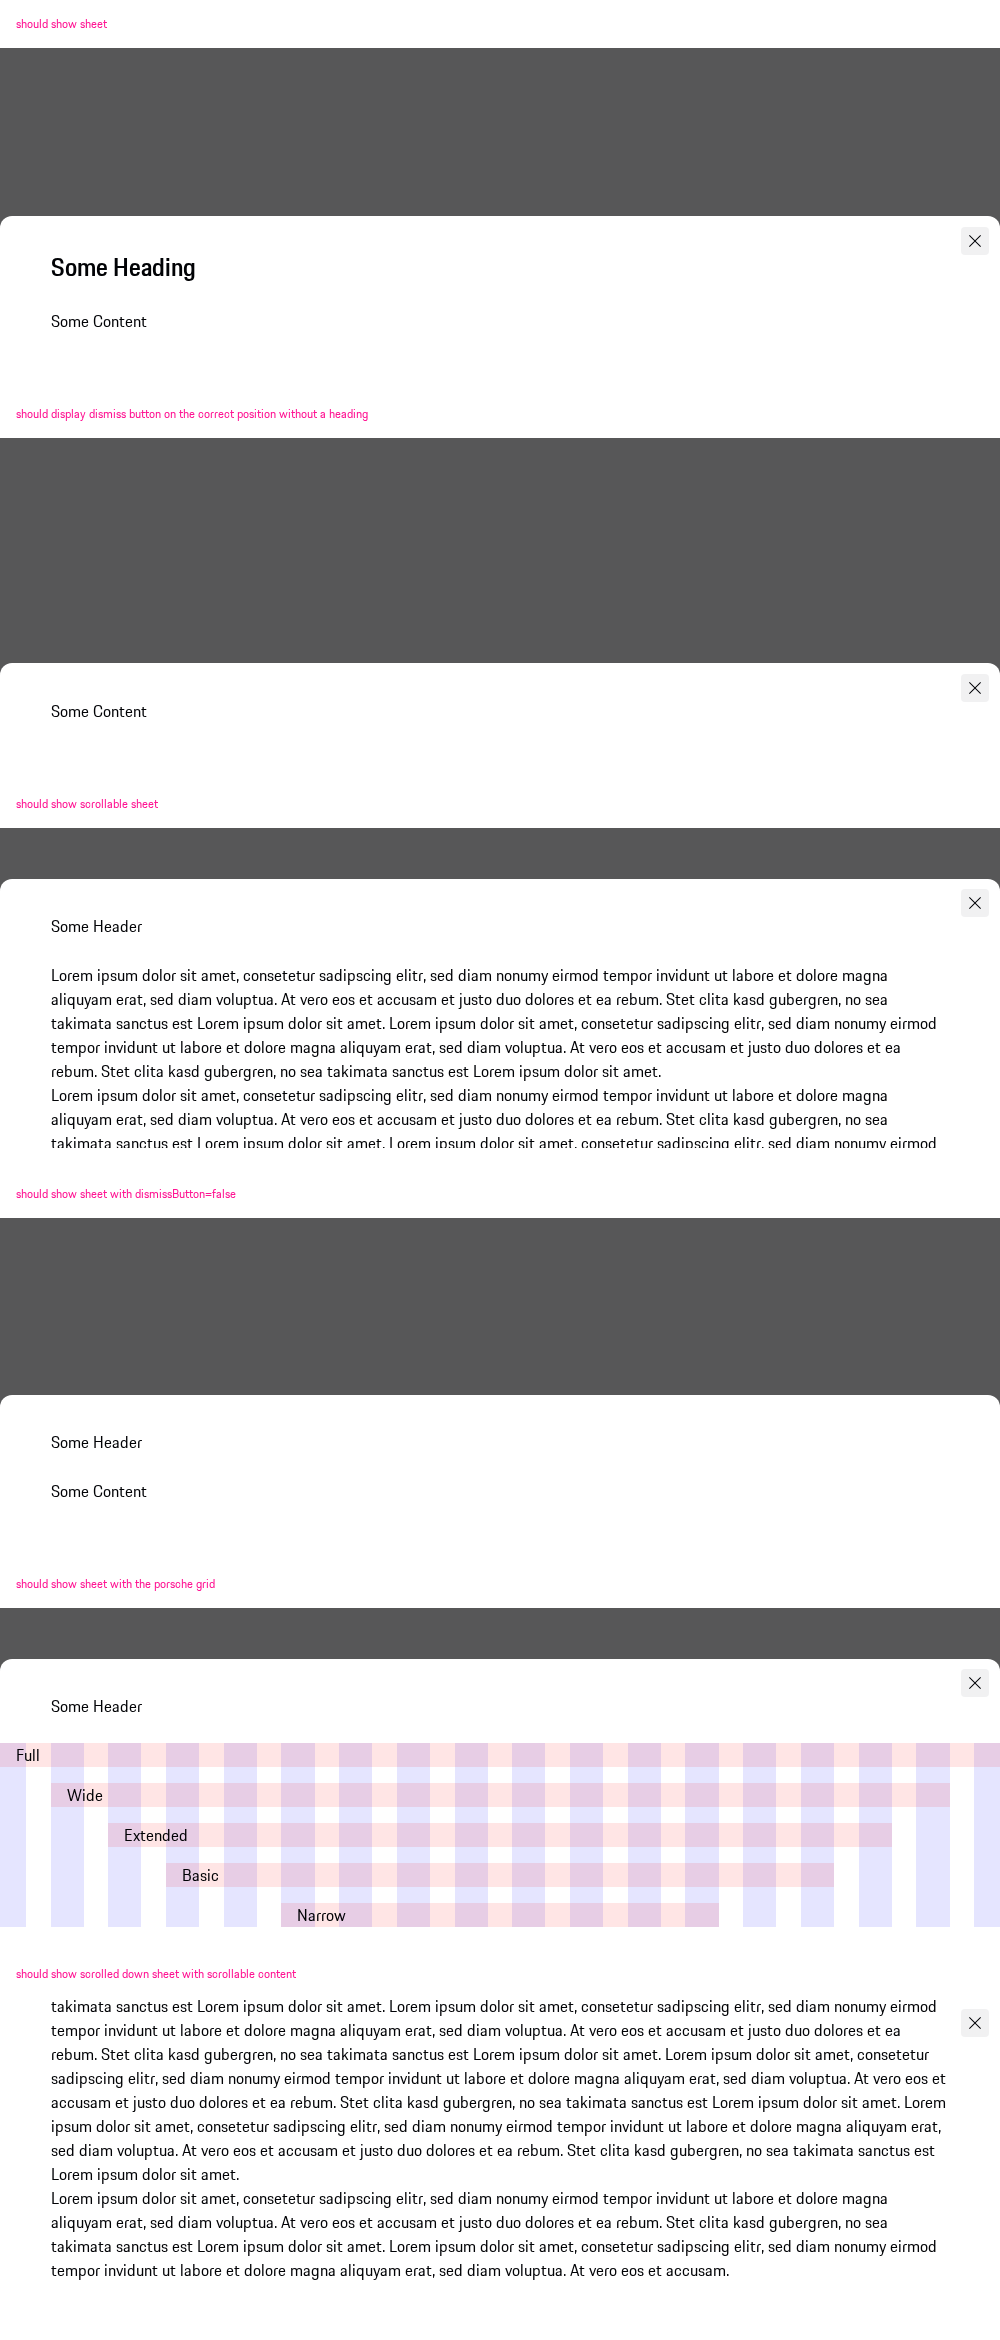 should show sheet
Some Heading
Some Content
should display dismiss button on the correct position without a heading
Some Content
should show scrollable sheet
Some Header
Lorem ipsum dolor sit amet, consetetur sadipscing elitr, sed diam nonumy eirmod tempor invidunt ut labore et dolore magna
aliquyam erat, sed diam voluptua. At vero eos et accusam et justo duo dolores et ea rebum. Stet clita kasd gubergren, no sea
takimata sanctus est Lorem ipsum dolor sit amet. Lorem ipsum dolor sit amet, consetetur sadipscing elitr, sed diam nonumy eirmod
tempor invidunt ut labore et dolore magna aliquyam erat, sed diam voluptua. At vero eos et accusam et justo duo dolores et ea
rebum. Stet clita kasd gubergren, no sea takimata sanctus est Lorem ipsum dolor sit amet.
Lorem ipsum dolor sit amet, consetetur sadipscing elitr, sed diam nonumy eirmod tempor invidunt ut labore et dolore magna
aliquyam erat, sed diam voluptua. At vero eos et accusam et justo duo dolores et ea rebum. Stet clita kasd gubergren, no sea
takimata sanctus est Lorem ipsum dolor sit amet. Lorem ipsum dolor sit amet, consetetur sadipscing elitr, sed diam nonumy eirmod
should show sheet with dismissButton=false
Some Header
Some Content
should show sheet with the porsche grid
Some Header
Full
Wide
Extended
Basic
Narrow
should show scrolled down sheet with scrollable content
takimata sanctus est Lorem ipsum dolor sit amet. Lorem ipsum dolor sit amet, consetetur sadipscing elitr, sed diam nonumy eirmod
tempor invidunt ut labore et dolore magna aliquyam erat, sed diam voluptua. At vero eos et accusam et justo duo dolores et ea
rebum. Stet clita kasd gubergren, no sea takimata sanctus est Lorem ipsum dolor sit amet. Lorem ipsum dolor sit amet, consetetur
sadipscing elitr, sed diam nonumy eirmod tempor invidunt ut labore et dolore magna aliquyam erat, sed diam voluptua. At vero eos et
accusam et justo duo dolores et ea rebum. Stet clita kasd gubergren, no sea takimata sanctus est Lorem ipsum dolor sit amet. Lorem
ipsum dolor sit amet, consetetur sadipscing elitr, sed diam nonumy eirmod tempor invidunt ut labore et dolore magna aliquyam erat,
sed diam voluptua. At vero eos et accusam et justo duo dolores et ea rebum. Stet clita kasd gubergren, no sea takimata sanctus est
Lorem ipsum dolor sit amet.
Lorem ipsum dolor sit amet, consetetur sadipscing elitr, sed diam nonumy eirmod tempor invidunt ut labore et dolore magna
aliquyam erat, sed diam voluptua. At vero eos et accusam et justo duo dolores et ea rebum. Stet clita kasd gubergren, no sea
takimata sanctus est Lorem ipsum dolor sit amet. Lorem ipsum dolor sit amet, consetetur sadipscing elitr, sed diam nonumy eirmod
tempor invidunt ut labore et dolore magna aliquyam erat, sed diam voluptua. At vero eos et accusam.